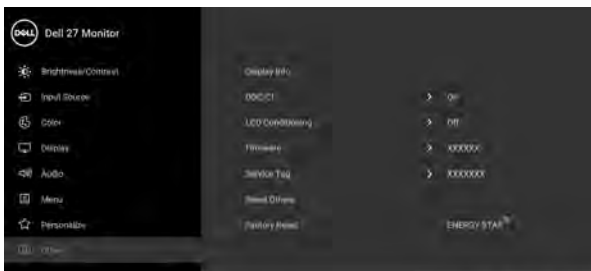 DELL Dell 27 Monitor
Brightness/Contrast
Display Info
Input Source
DDC/CI On
Color
LCD Conditioning Off
Display
Firmware XXXXXX
Audio
Service Tag XXXXXXX
Menu
Reset Others
Personalize
Factory Reset ENERGY STAR
Others